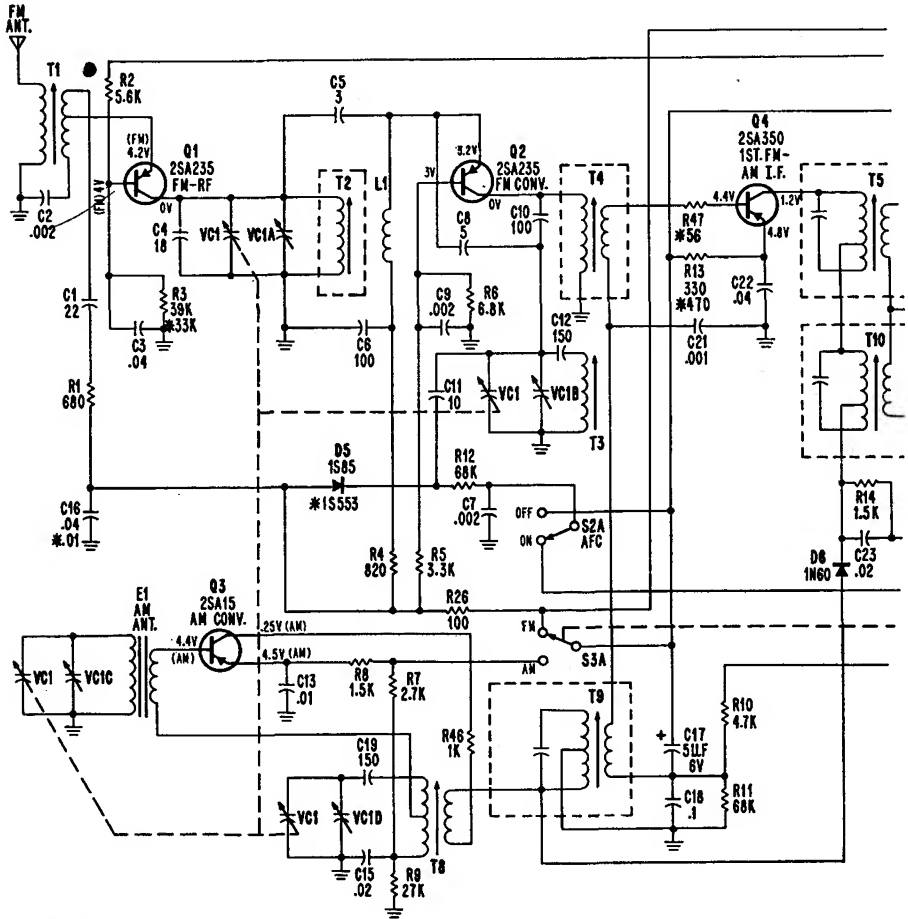 FM
ANT.
T1
R2
5.6K
C5
3
(FM)
4.2V
Q1
2SA235
FM-RF
0V
(FM)4V
C2
.002
C4
18
VC1
VC1A
T2
L1
3.2V
3V
Q2
2SA235
FM CONV.
0V
C8
5
C10
100
T4
Q4
2SA350
1ST. FM-
AM I.F.
4.4V
1.2V
4.8V
T5
R47
*56
R13
330
*470
C22
.04
C21
.001
C1
22
R3
39K
*33K
C3
.04
C6
100
C9
.002
R6
6.8K
C12
150
C11
10
VC1
VC1B
T3
T10
R1
680
D5
1S85
*1S553
R12
68K
C7
.002
OFF
ON
S2A
AFC
R14
1.5K
C23
.02
D6
1N60
C16
.04
*.01
R4
820
R5
3.3K
R26
100
FM
AM
S3A
E1
AM
ANT.
Q3
2SA15
AM CONV.
.25V (AM)
4.4V
(AM)
4.5V (AM)
VC1
VC1C
C13
.01
R8
1.5K
R7
2.7K
R46
1K
T9
+
C17
5UF
6V
R10
4.7K
C18
.1
R11
68K
C19
150
VC1
VC1D
C15
.02
R9
27K
T8